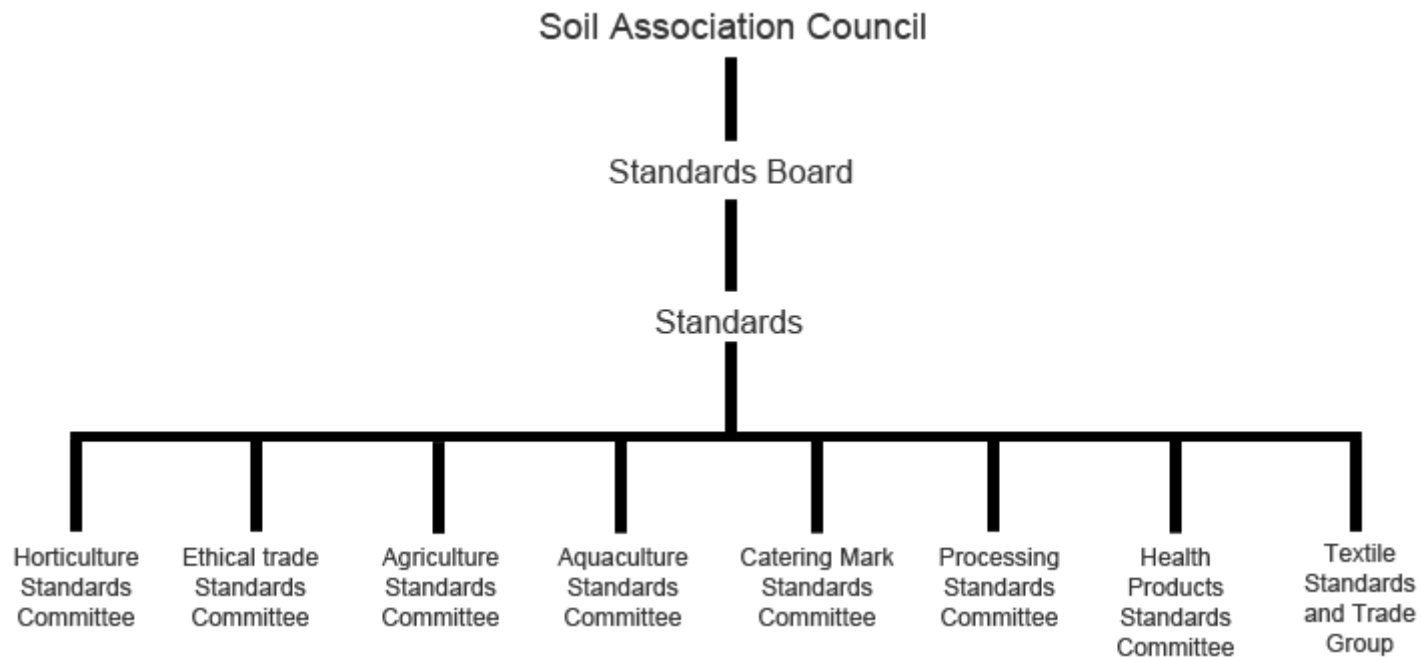 Soil Association Council
Standards Board
Standards
Horticulture
Standards
Committee
Ethical trade
Standards
Committee
Agriculture
Standards
Committee
Aquaculture
Standards
Committee
Catering Mark
Standards
Committee
Processing
Standards
Committee
Health
Products
Standards
Committee
Textile
Standards
and Trade
Group